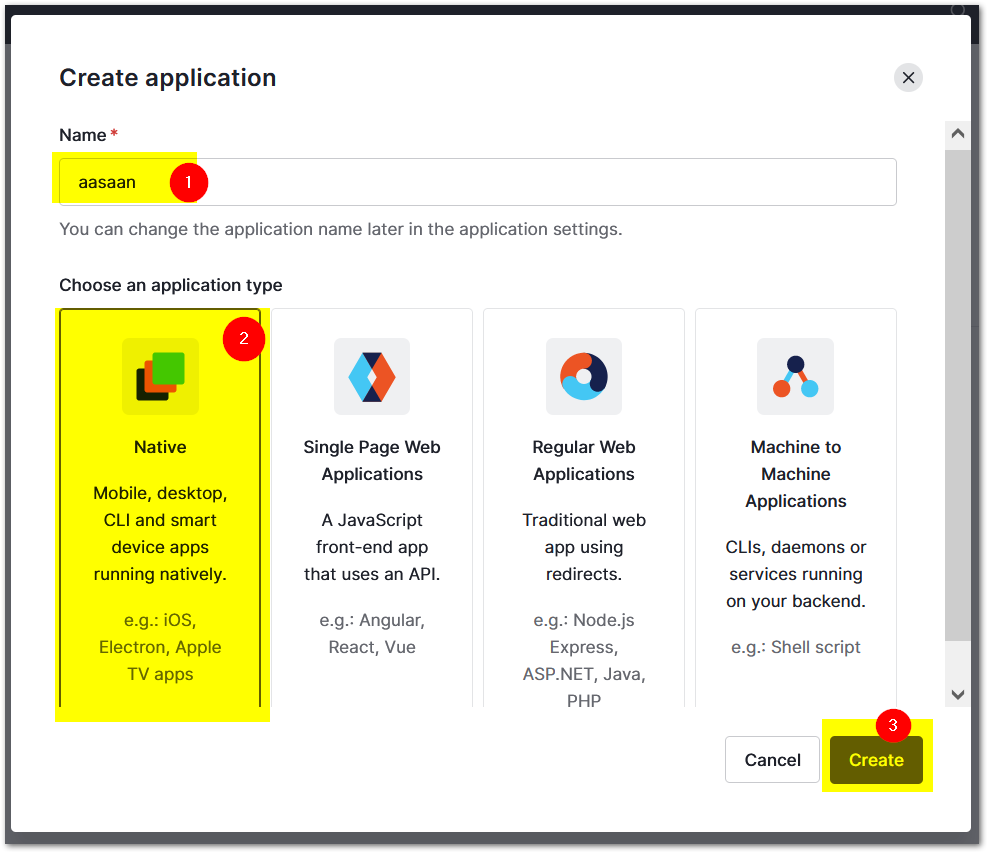 Create application
Name *
aasaan
1
You can change the application name later in the application settings.
Choose an application type
2
Native
Mobile, desktop,
CLI and smart
device apps
running natively.
e.g.: iOS,
Electron, Apple
TV apps
Single Page Web
Applications
A JavaScript
front-end app
that uses an API.
e.g.: Angular,
React, Vue
Regular Web
Applications
Traditional web
app using
redirects.
e.g.: Node.js
Express,
ASP.NET, Java,
PHP
Machine to
Machine
Applications
CLIs, daemons or
services running
on your backend.
e.g.: Shell script
3
Cancel
Create